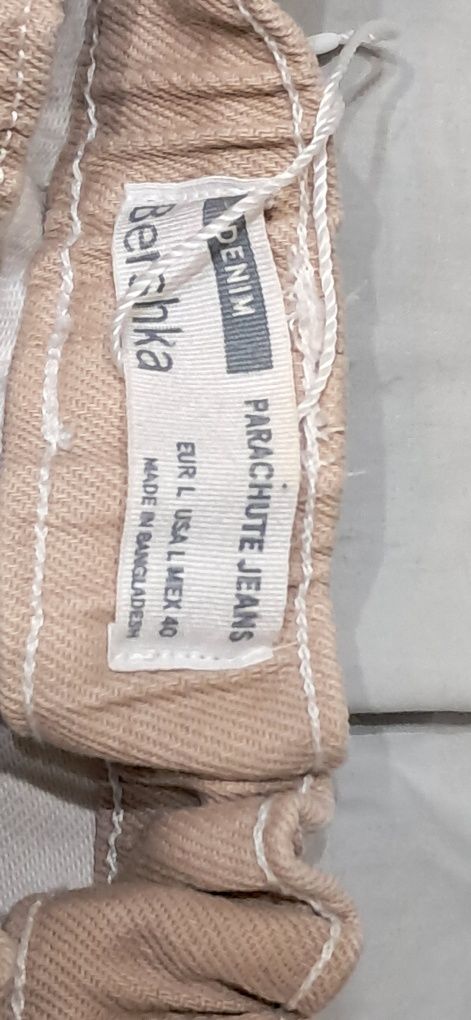 DENIM
Bershka
PARACHUTE JEANS
EUR L USA L MEX 40
MADE IN BANGLADESH